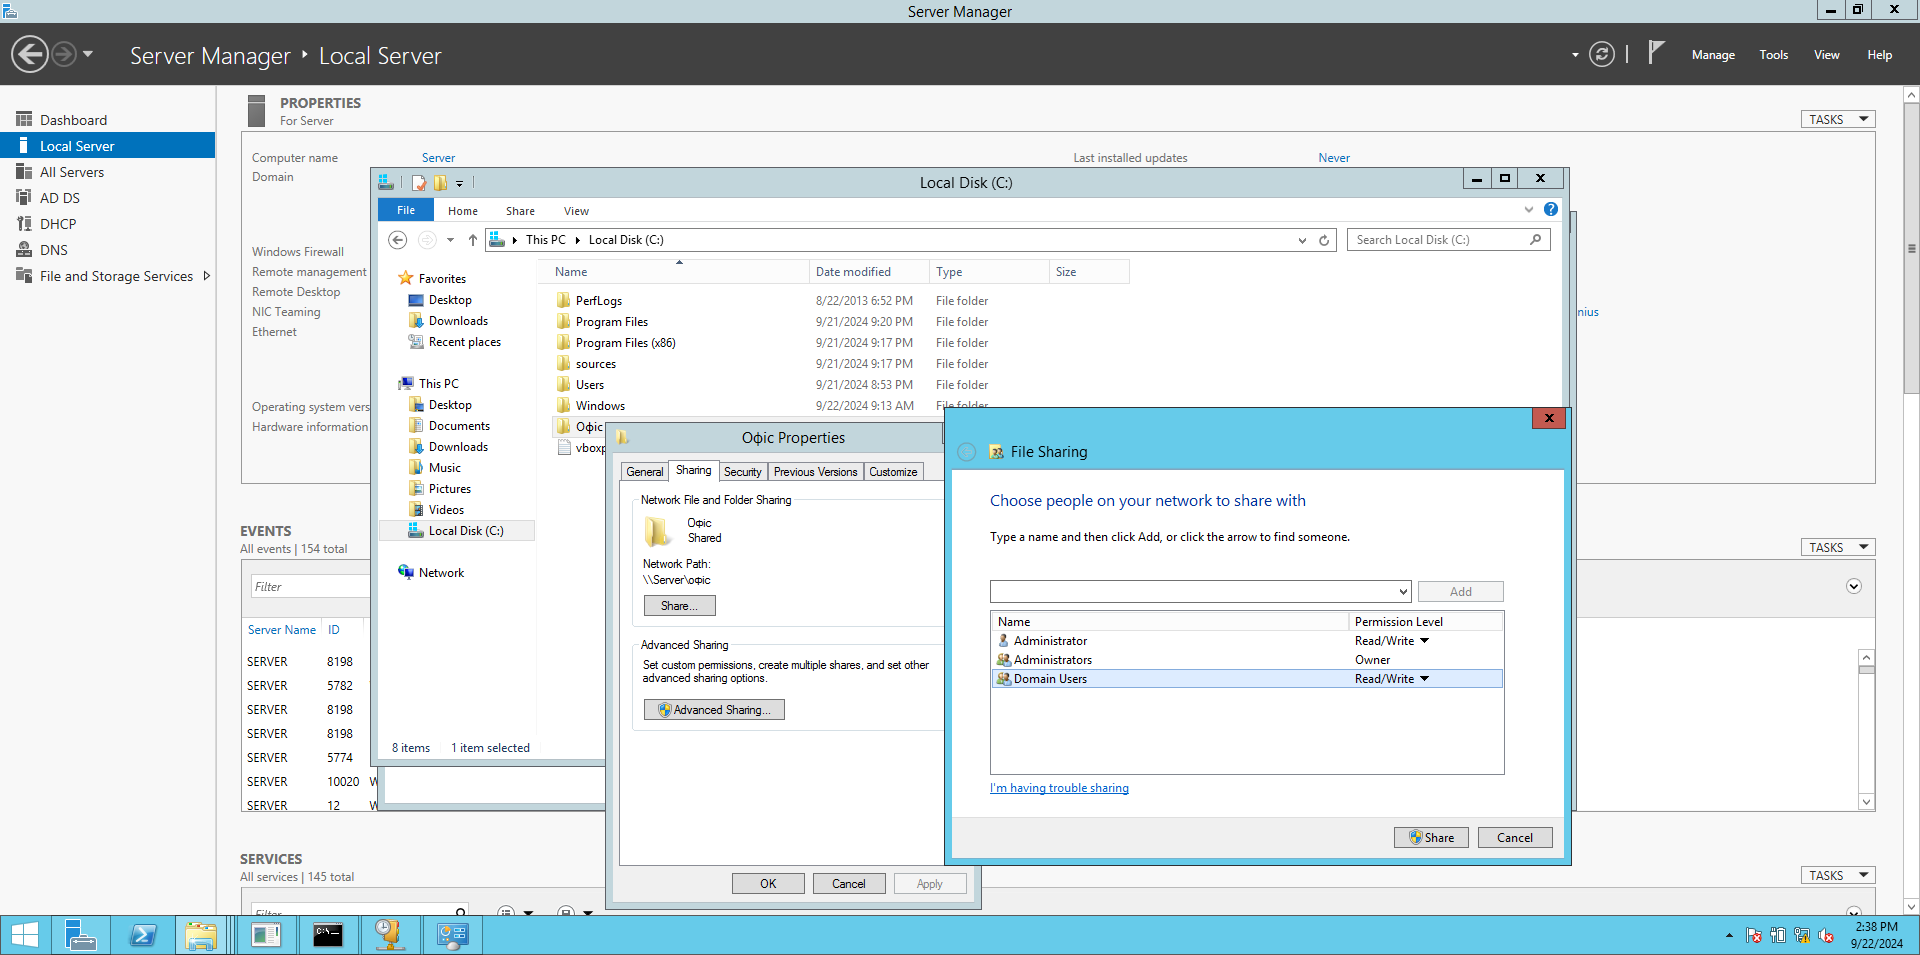 Server Manager
Server Manager ‣ Local Server
Manage Tools View Help
Dashboard
Local Server
All Servers
AD DS
DHCP
DNS
File and Storage Services
PROPERTIES
For Server
TASKS
Computer name Server Last installed updates Never
Domain
Windows Firewall
Remote management
Remote Desktop
NIC Teaming
Ethernet
nius
Operating system vers
Hardware information
EVENTS
All events | 154 total
TASKS
Filter
Server Name ID
SERVER 8198
SERVER 5782
SERVER 8198
SERVER 8198
SERVER 5774
SERVER 10020 W
SERVER 12 W
SERVICES
All services | 145 total
TASKS
Filter
Local Disk (C:)
File Home Share View
This PC Local Disk (C:)
Search Local Disk (C:)
Favorites
Desktop
Downloads
Recent places
This PC
Desktop
Documents
Downloads
Music
Pictures
Videos
Local Disk (C:)
Network
Name Date modified Type Size
PerfLogs 8/22/2013 6:52 PM File folder
Program Files 9/21/2024 9:20 PM File folder
Program Files (x86) 9/21/2024 9:17 PM File folder
sources 9/21/2024 9:17 PM File folder
Users 9/21/2024 8:53 PM File folder
Windows 9/22/2024 9:13 AM File folder
Офіс
vboxp
8 items 1 item selected
Офіс Properties
General Sharing Security Previous Versions Customize
Network File and Folder Sharing
Офіс
Shared
Network Path:
\\Server\офіс
Share...
Advanced Sharing
Set custom permissions, create multiple shares, and set other
advanced sharing options.
Advanced Sharing...
OK Cancel Apply
File Sharing
Choose people on your network to share with
Type a name and then click Add, or click the arrow to find someone.
Add
Name Permission Level
Administrator Read/Write
Administrators Owner
Domain Users Read/Write
I'm having trouble sharing
Share Cancel
2:38 PM
9/22/2024